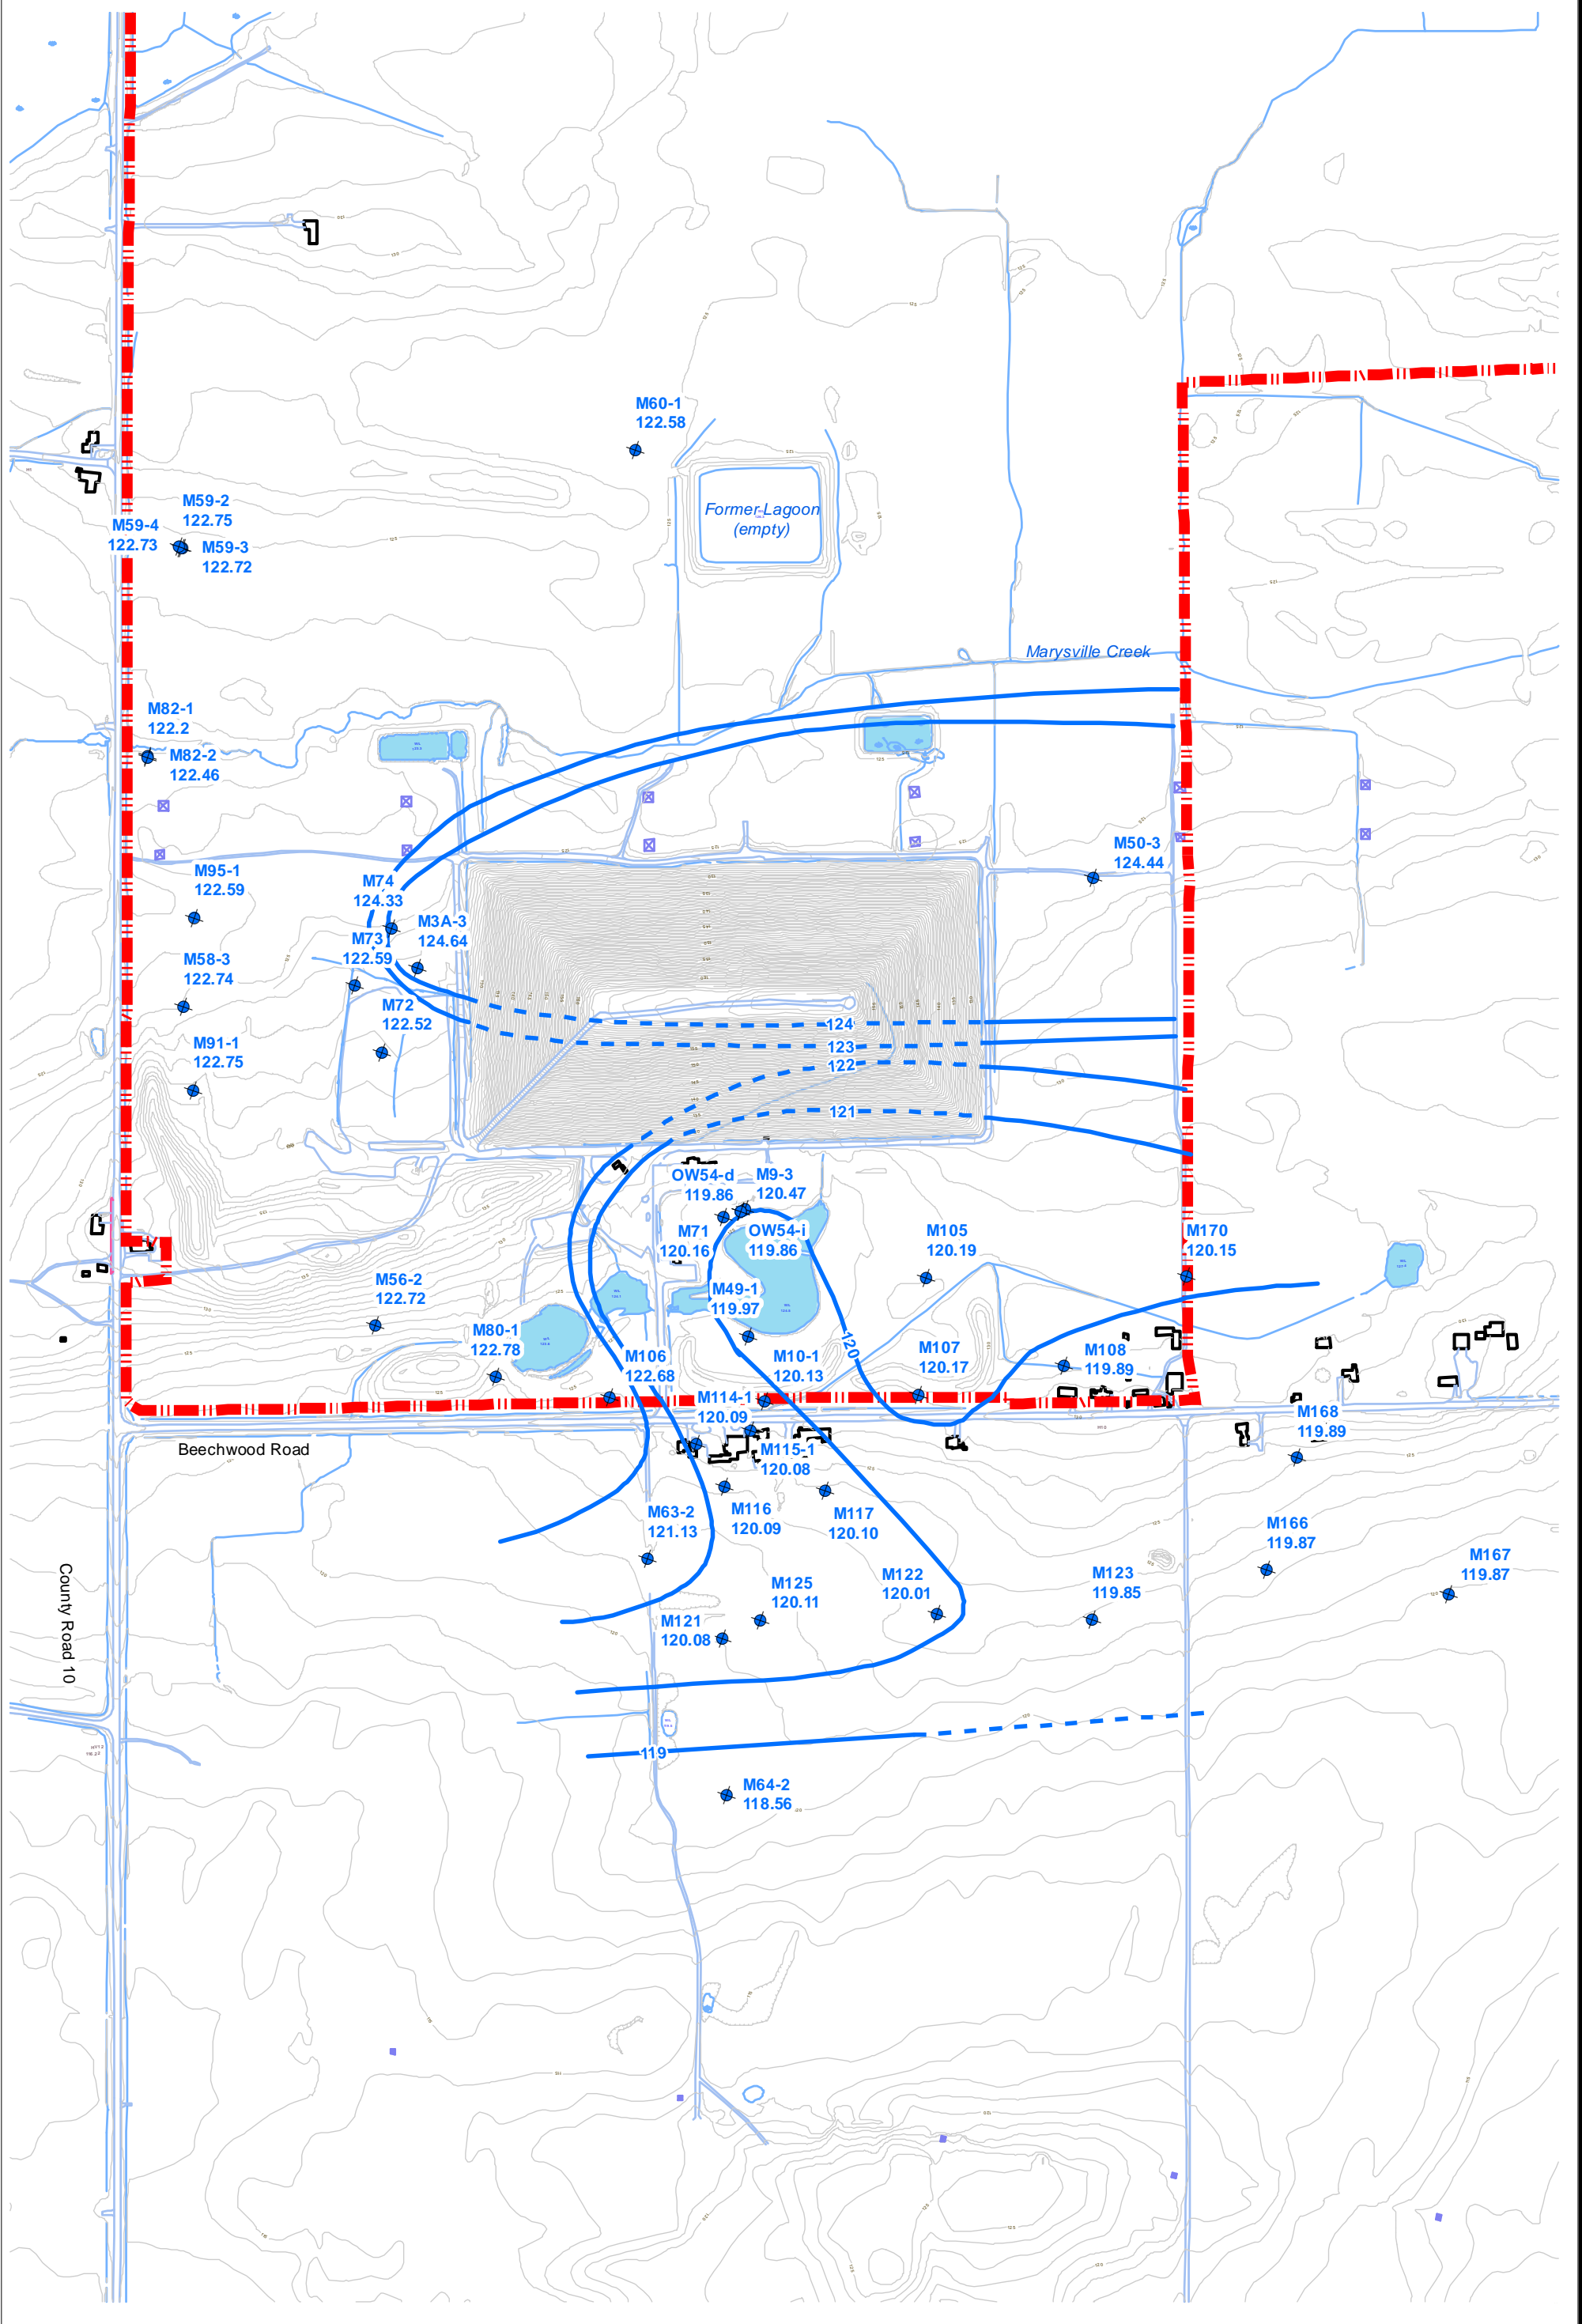 M60-1
122.58
Former Lagoon
(empty)
M59-2
122.75
M59-4
122.73
M59-3
122.72
Marysville Creek
M82-1
122.2
M82-2
122.46
M50-3
124.44
M95-1
122.59
M74
124.33
M3A-3
124.64
M73
122.59
M58-3
122.74
M72
122.52
124
123
122
M91-1
122.75
121
OW54-d
119.86
M9-3
120.47
M71
120.16
OW54-i
119.86
M105
120.19
M170
120.15
M56-2
122.72
M49-1
119.97
M80-1
122.78
120
M106
122.68
M10-1
120.13
M107
120.17
M108
119.89
M114-1
120.09
M168
119.89
Beechwood Road
M115-1
120.08
M63-2
121.13
M116
120.09
M117
120.10
M166
119.87
M167
119.87
County Road 10
M125
120.11
M122
120.01
M123
119.85
M121
120.08
119
M64-2
118.56